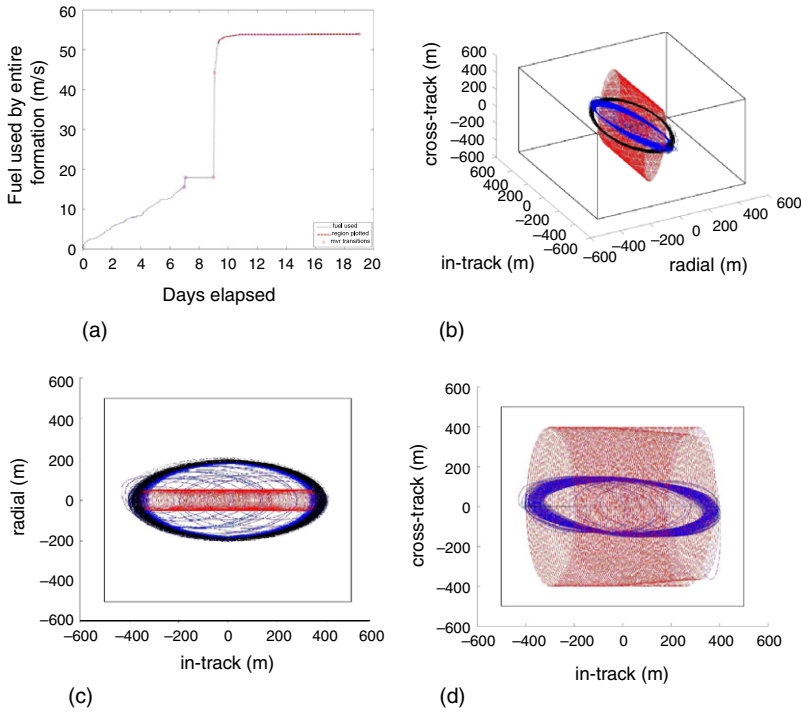 60
50
40
30
20
10
0
Fuel used by entire
formation (m/s)
0 2 4 6 8 10 12 14 16 18 20
Days elapsed
fuel used
region plotted
mvr transitions
(a)
600
400
200
0
−200
−400
−600
cross-track (m)
600
400
200
0
−200
−400
−600
in-track (m)
−600
−400
−200
0
200
400
600
radial (m)
(b)
600
400
200
0
−200
−400
−600
radial (m)
−600 −400 −200 0 200 400 600
in-track (m)
(c)
600
400
200
0
−200
−400
−600
cross-track (m)
−600 −400 −200 0 200 400 600
in-track (m)
(d)